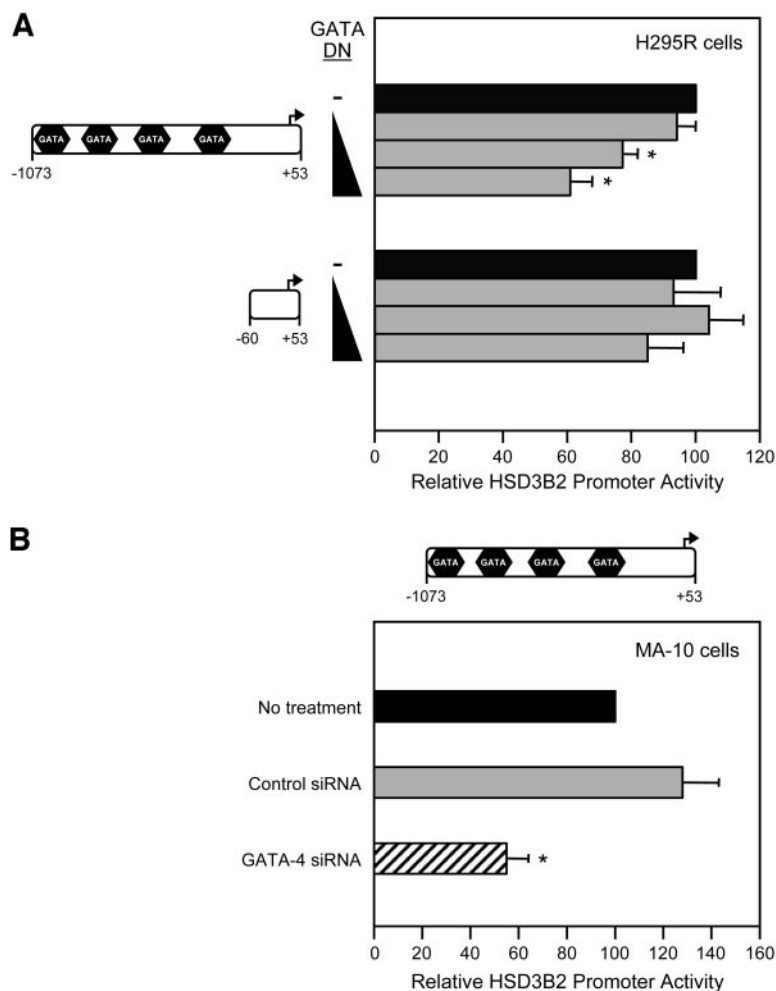 A
GATA
DN
H295R cells
-
GATA GATA GATA GATA
-1073 +53
-
-60 +53
0 20 40 60 80 100 120
Relative HSD3B2 Promoter Activity
*
*
B
GATA GATA GATA GATA
-1073 +53
MA-10 cells
No treatment
Control siRNA
GATA-4 siRNA *
0 20 40 60 80 100 120 140 160
Relative HSD3B2 Promoter Activity